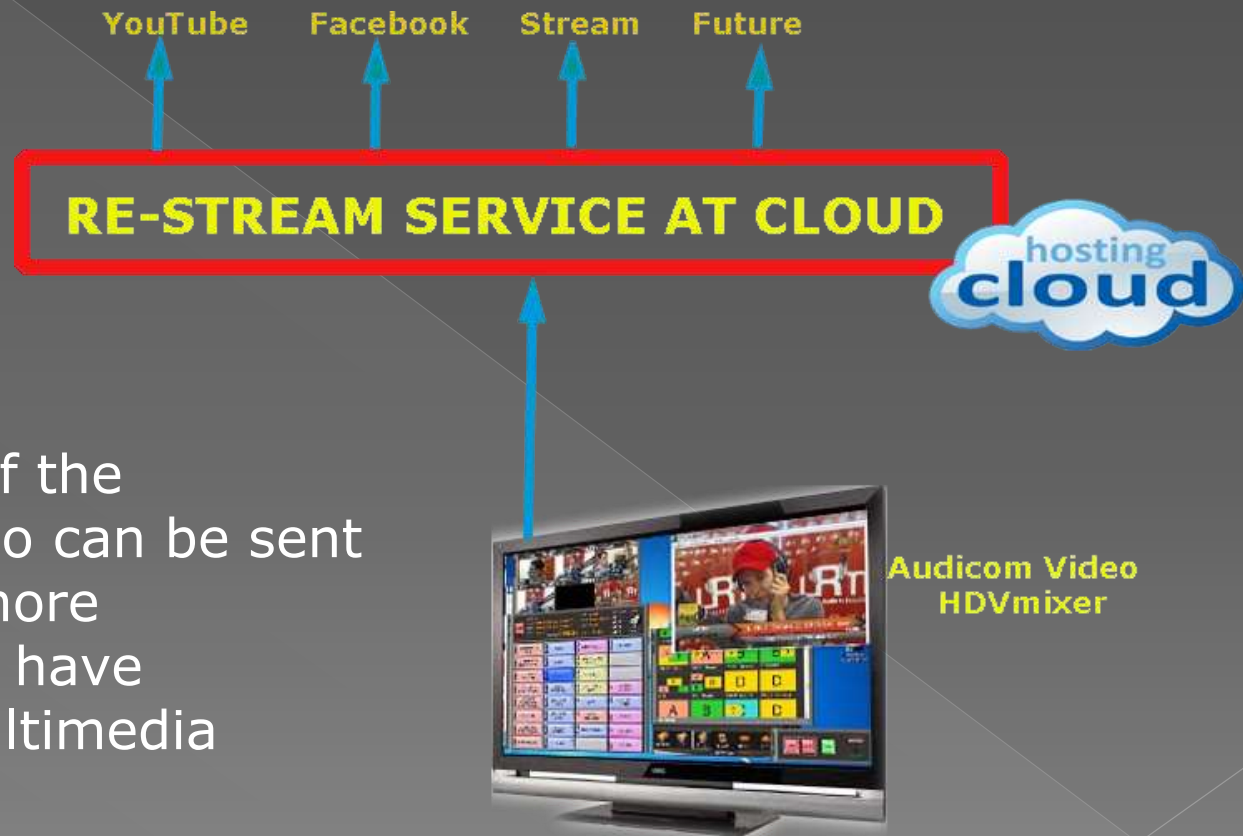 YouTube Facebook Stream Future
RE-STREAM SERVICE AT CLOUD
hosting
cloud
f the
o can be sent
nore
have
ltimedia
Audicom Video
HDVmixer
A B C D